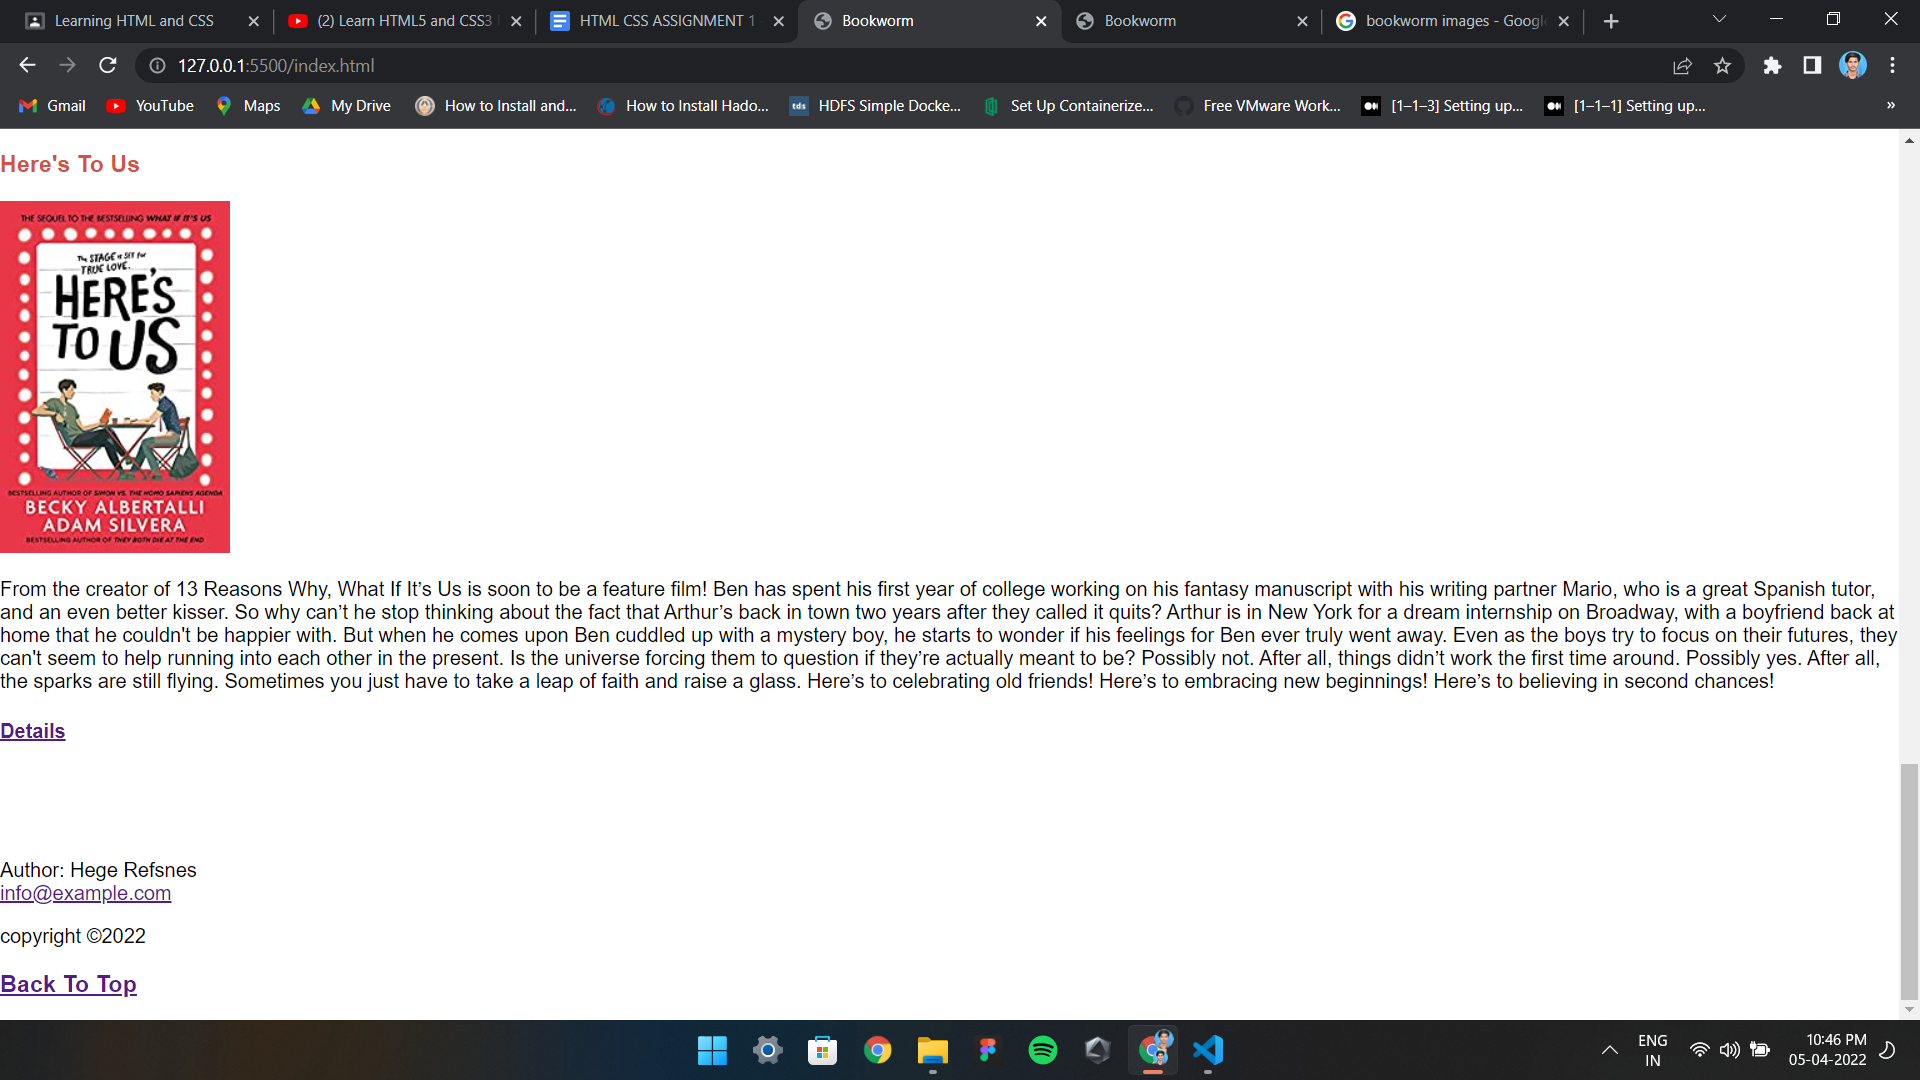 Learning HTML and CSS
(2) Learn HTML5 and CSS3
HTML CSS ASSIGNMENT 1
Bookworm
Bookworm
bookworm images - Googl
127.0.0.1:5500/index.html
Gmail
YouTube
Maps
My Drive
How to Install and...
How to Install Hado...
tds
HDFS Simple Docke...
Set Up Containerize...
Free VMware Work...
[1–1–3] Setting up...
[1–1–1] Setting up...
»
Here's To Us
THE SEQUEL TO THE BESTSELLING WHAT IF IT'S US
The STAGE is SET for
TRUE LOVE.
HERE'S
TO US
BESTSELLING AUTHOR OF SIMON VS. THE HOMO SAPIENS AGENDA
BECKY ALBERTALLI
ADAM SILVERA
BESTSELLING AUTHOR OF THEY BOTH DIE AT THE END
From the creator of 13 Reasons Why, What If It’s Us is soon to be a feature film! Ben has spent his first year of college working on his fantasy manuscript with his writing partner Mario, who is a great Spanish tutor,
and an even better kisser. So why can’t he stop thinking about the fact that Arthur’s back in town two years after they called it quits? Arthur is in New York for a dream internship on Broadway, with a boyfriend back at
home that he couldn't be happier with. But when he comes upon Ben cuddled up with a mystery boy, he starts to wonder if his feelings for Ben ever truly went away. Even as the boys try to focus on their futures, they
can't seem to help running into each other in the present. Is the universe forcing them to question if they’re actually meant to be? Possibly not. After all, things didn’t work the first time around. Possibly yes. After all,
the sparks are still flying. Sometimes you just have to take a leap of faith and raise a glass. Here’s to celebrating old friends! Here’s to embracing new beginnings! Here’s to believing in second chances!
Details
Author: Hege Refsnes
info@example.com
copyright ©2022
Back To Top
ENG
IN
10:46 PM
05-04-2022